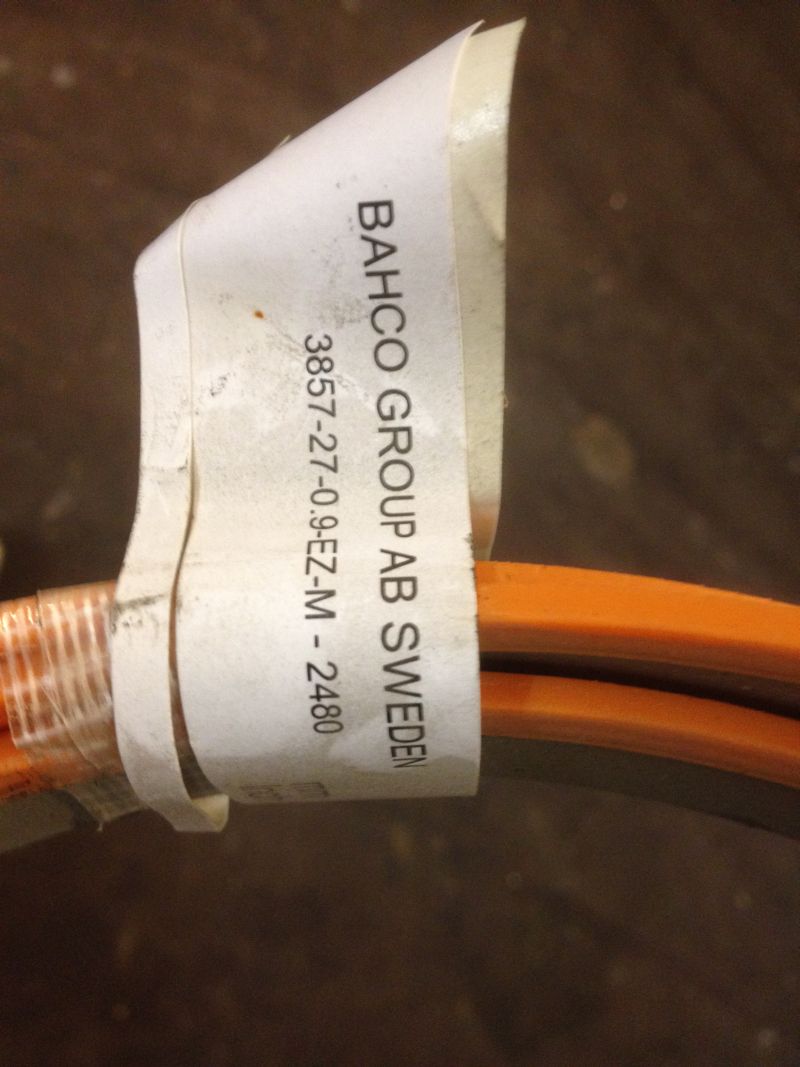 BAHCO GROUP AB SWEDEN
3857-27-0.9-EZ-M - 2480